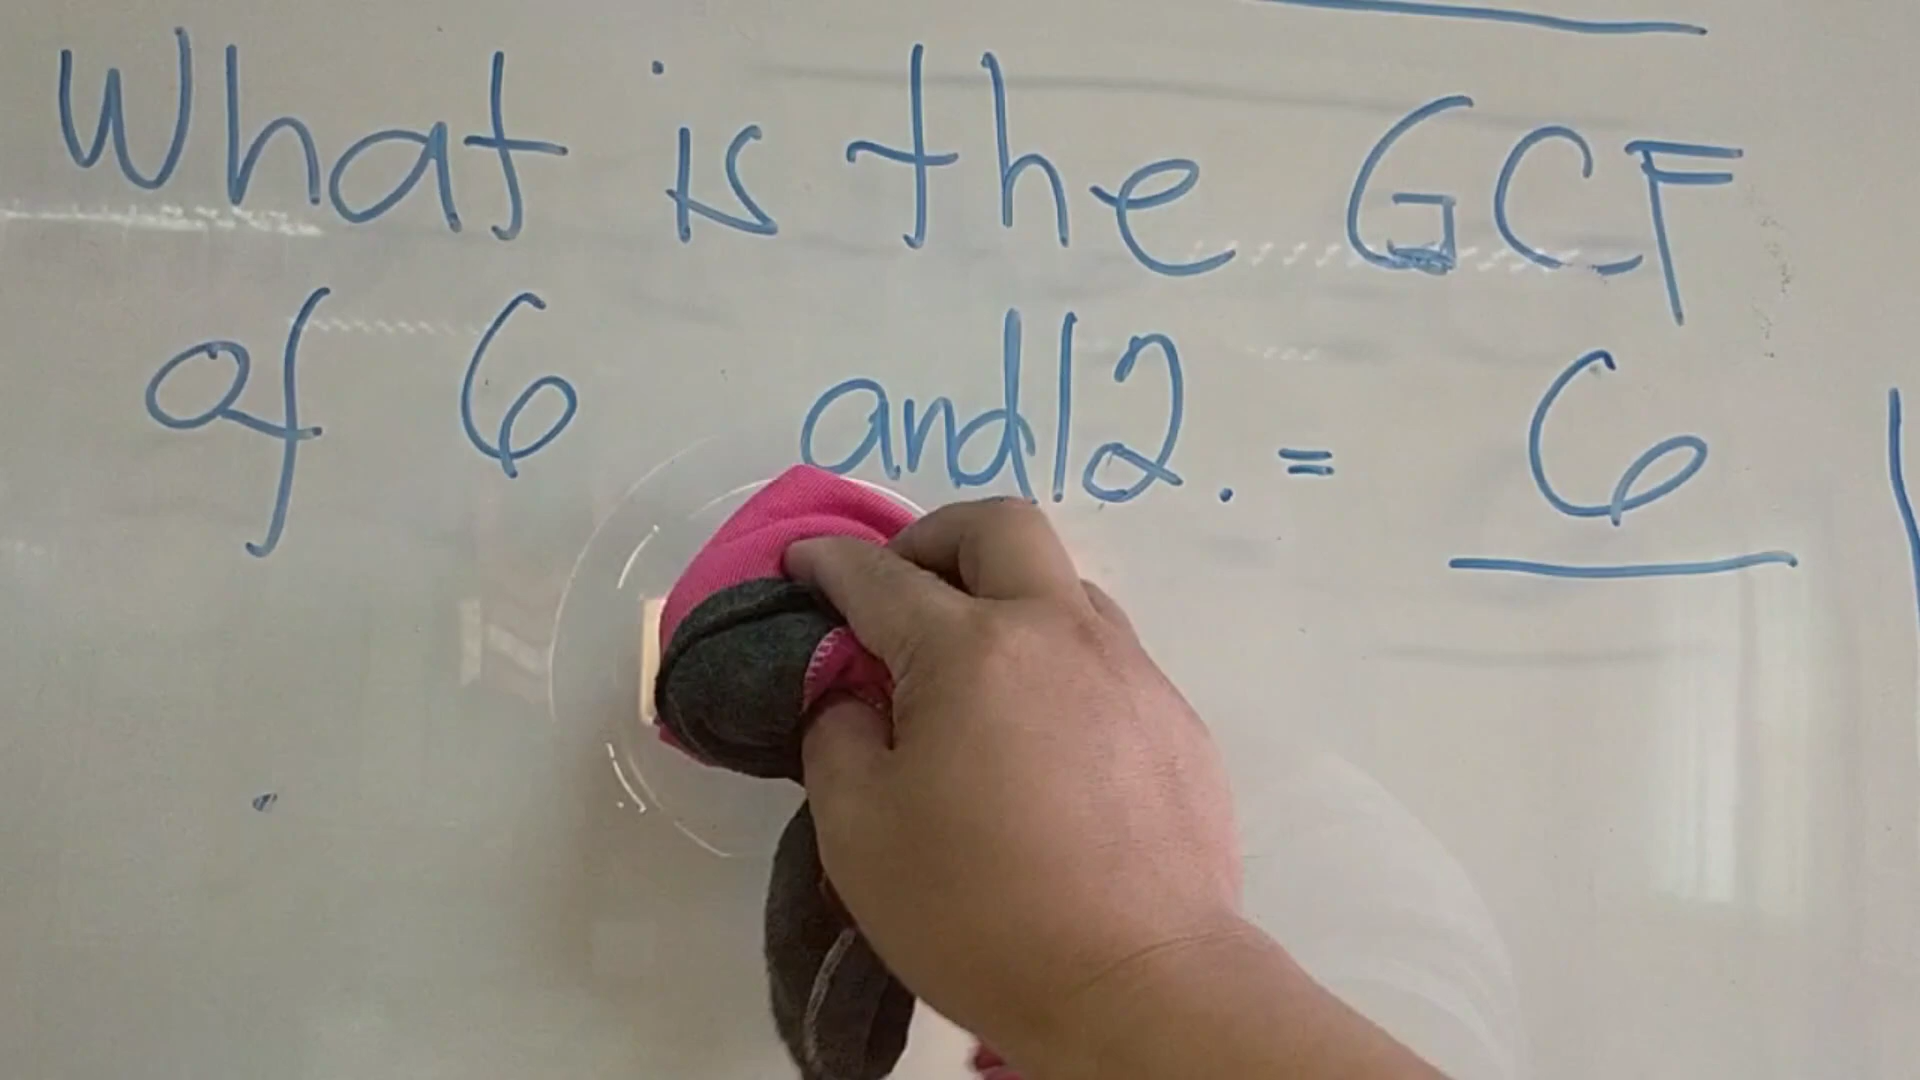 What is the GCF
of 6 and 12. = 6